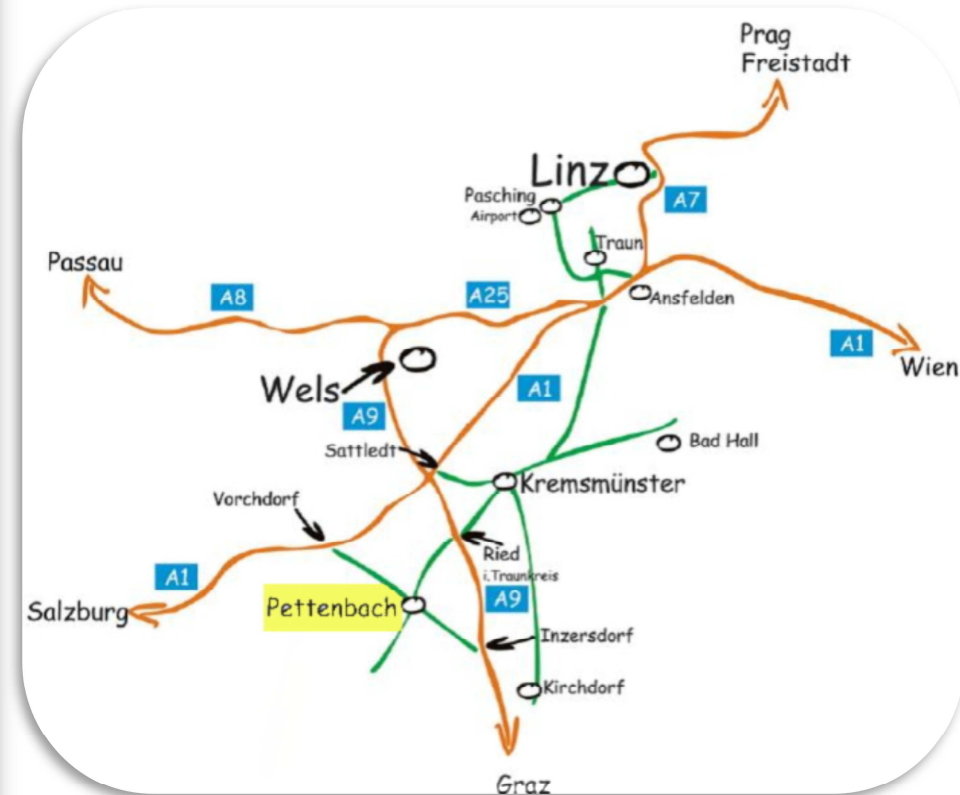 Prag
Freistadt
Linz
Pasching
Airport
A7
Traun
Passau
A8
A25
Ansfelden
A1
Wien
Wels
A9
A1
Sattledt
Bad Hall
Kremsmünster
Vorchdorf
Ried
i.Traunkreis
A1
A9
Salzburg
Pettenbach
Inzersdorf
Kirchdorf
Graz